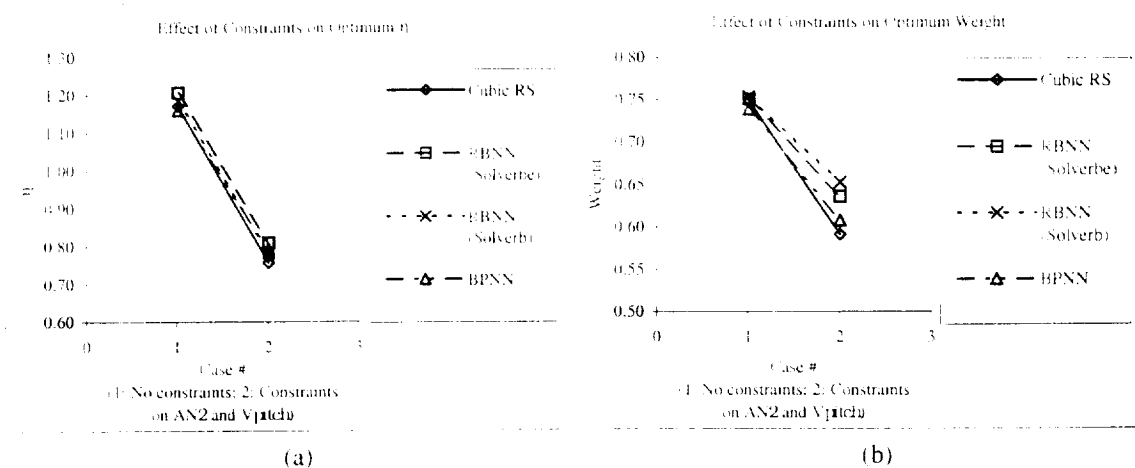 Effect of Constraints on Optimum η
1.30
1.20
1.10
1.00
0.90
0.80
0.70
0.60
η
0
1
2
3
Case #
(1: No constraints; 2: Constraints
on AN2 and Vpitch)
Cubic RS
RBNN
(Solverbe)
RBNN
(Solverb)
BPNN
(a)
Effect of Constraints on Optimum Weight
0.80
0.75
0.70
0.65
0.60
0.55
0.50
Weight
0
1
2
3
Case #
(1: No constraints; 2: Constraints
on AN2 and Vpitch)
Cubic RS
RBNN
(Solverbe)
RBNN
(Solverb)
BPNN
(b)